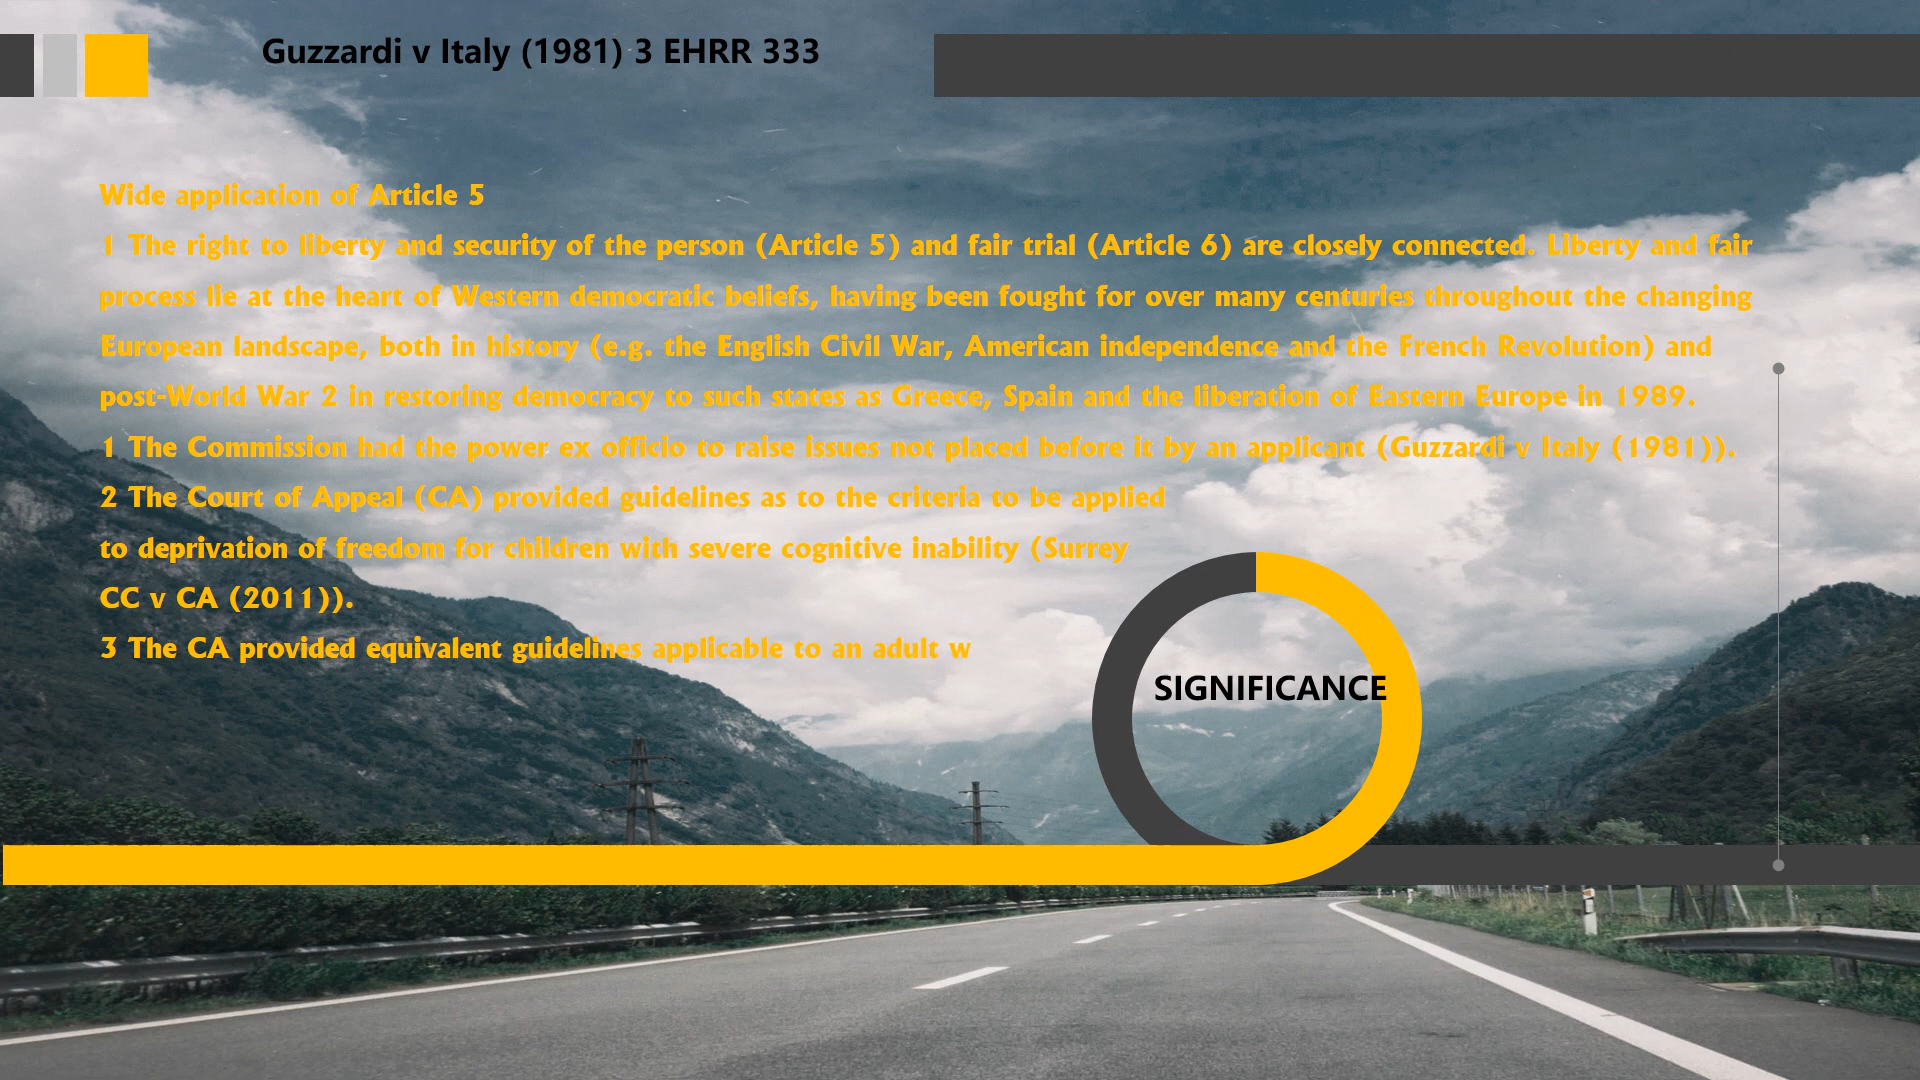 Guzzardi v Italy (1981) 3 EHRR 333
Wide application of Article 5
1 The right to liberty and security of the person (Article 5) and fair trial (Article 6) are closely connected. Liberty and fair
process lie at the heart of Western democratic beliefs, having been fought for over many centuries throughout the changing
European landscape, both in history (e.g. the English Civil War, American independence and the French Revolution) and
post-World War 2 in restoring democracy to such states as Greece, Spain and the liberation of Eastern Europe in 1989.
1 The Commission had the power ex officio to raise issues not placed before it by an applicant (Guzzardi v Italy (1981)).
2 The Court of Appeal (CA) provided guidelines as to the criteria to be applied
to deprivation of freedom for children with severe cognitive inability (Surrey
CC v CA (2011)).
3 The CA provided equivalent guidelines applicable to an adult w
SIGNIFICANCE